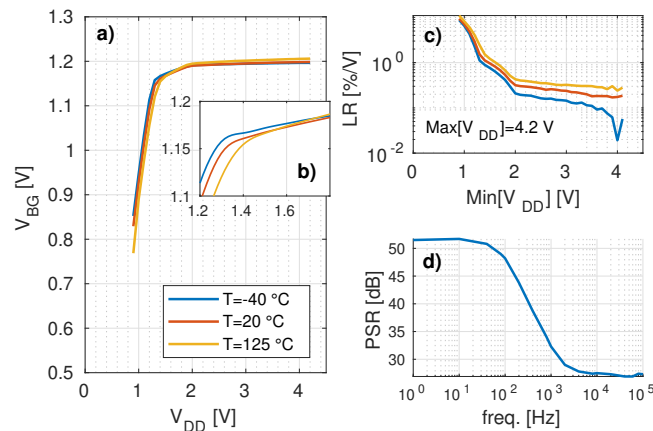 a)
V_BG [V]
1.3
1.2
1.1
1
0.9
0.8
0.7
0.6
0.5
0
1
2
3
4
V_DD [V]
T=-40 °C
T=20 °C
T=125 °C
b)
1.2
1.15
1.1
1.2
1.4
1.6
c)
LR [%/V]
10^0
10^-2
Max[V_DD]=4.2 V
0
1
2
3
4
Min[V_DD] [V]
d)
PSR [dB]
50
45
40
35
30
10^0
10^1
10^2
10^3
10^4
10^5
freq. [Hz]